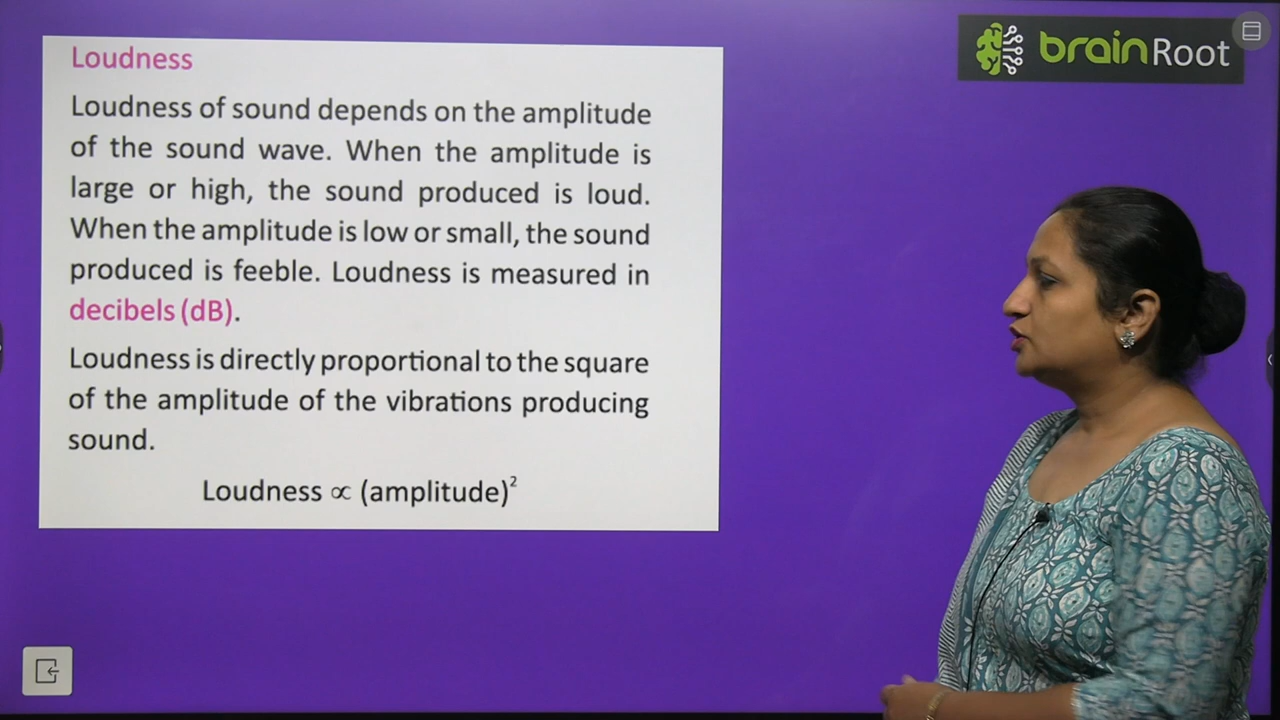 Loudness
Loudness of sound depends on the amplitude
of the sound wave. When the amplitude is
large or high, the sound produced is loud.
When the amplitude is low or small, the sound
produced is feeble. Loudness is measured in
decibels (dB).
Loudness is directly proportional to the square
of the amplitude of the vibrations producing
sound.
Loudness ∝ (amplitude)²
brainRoot